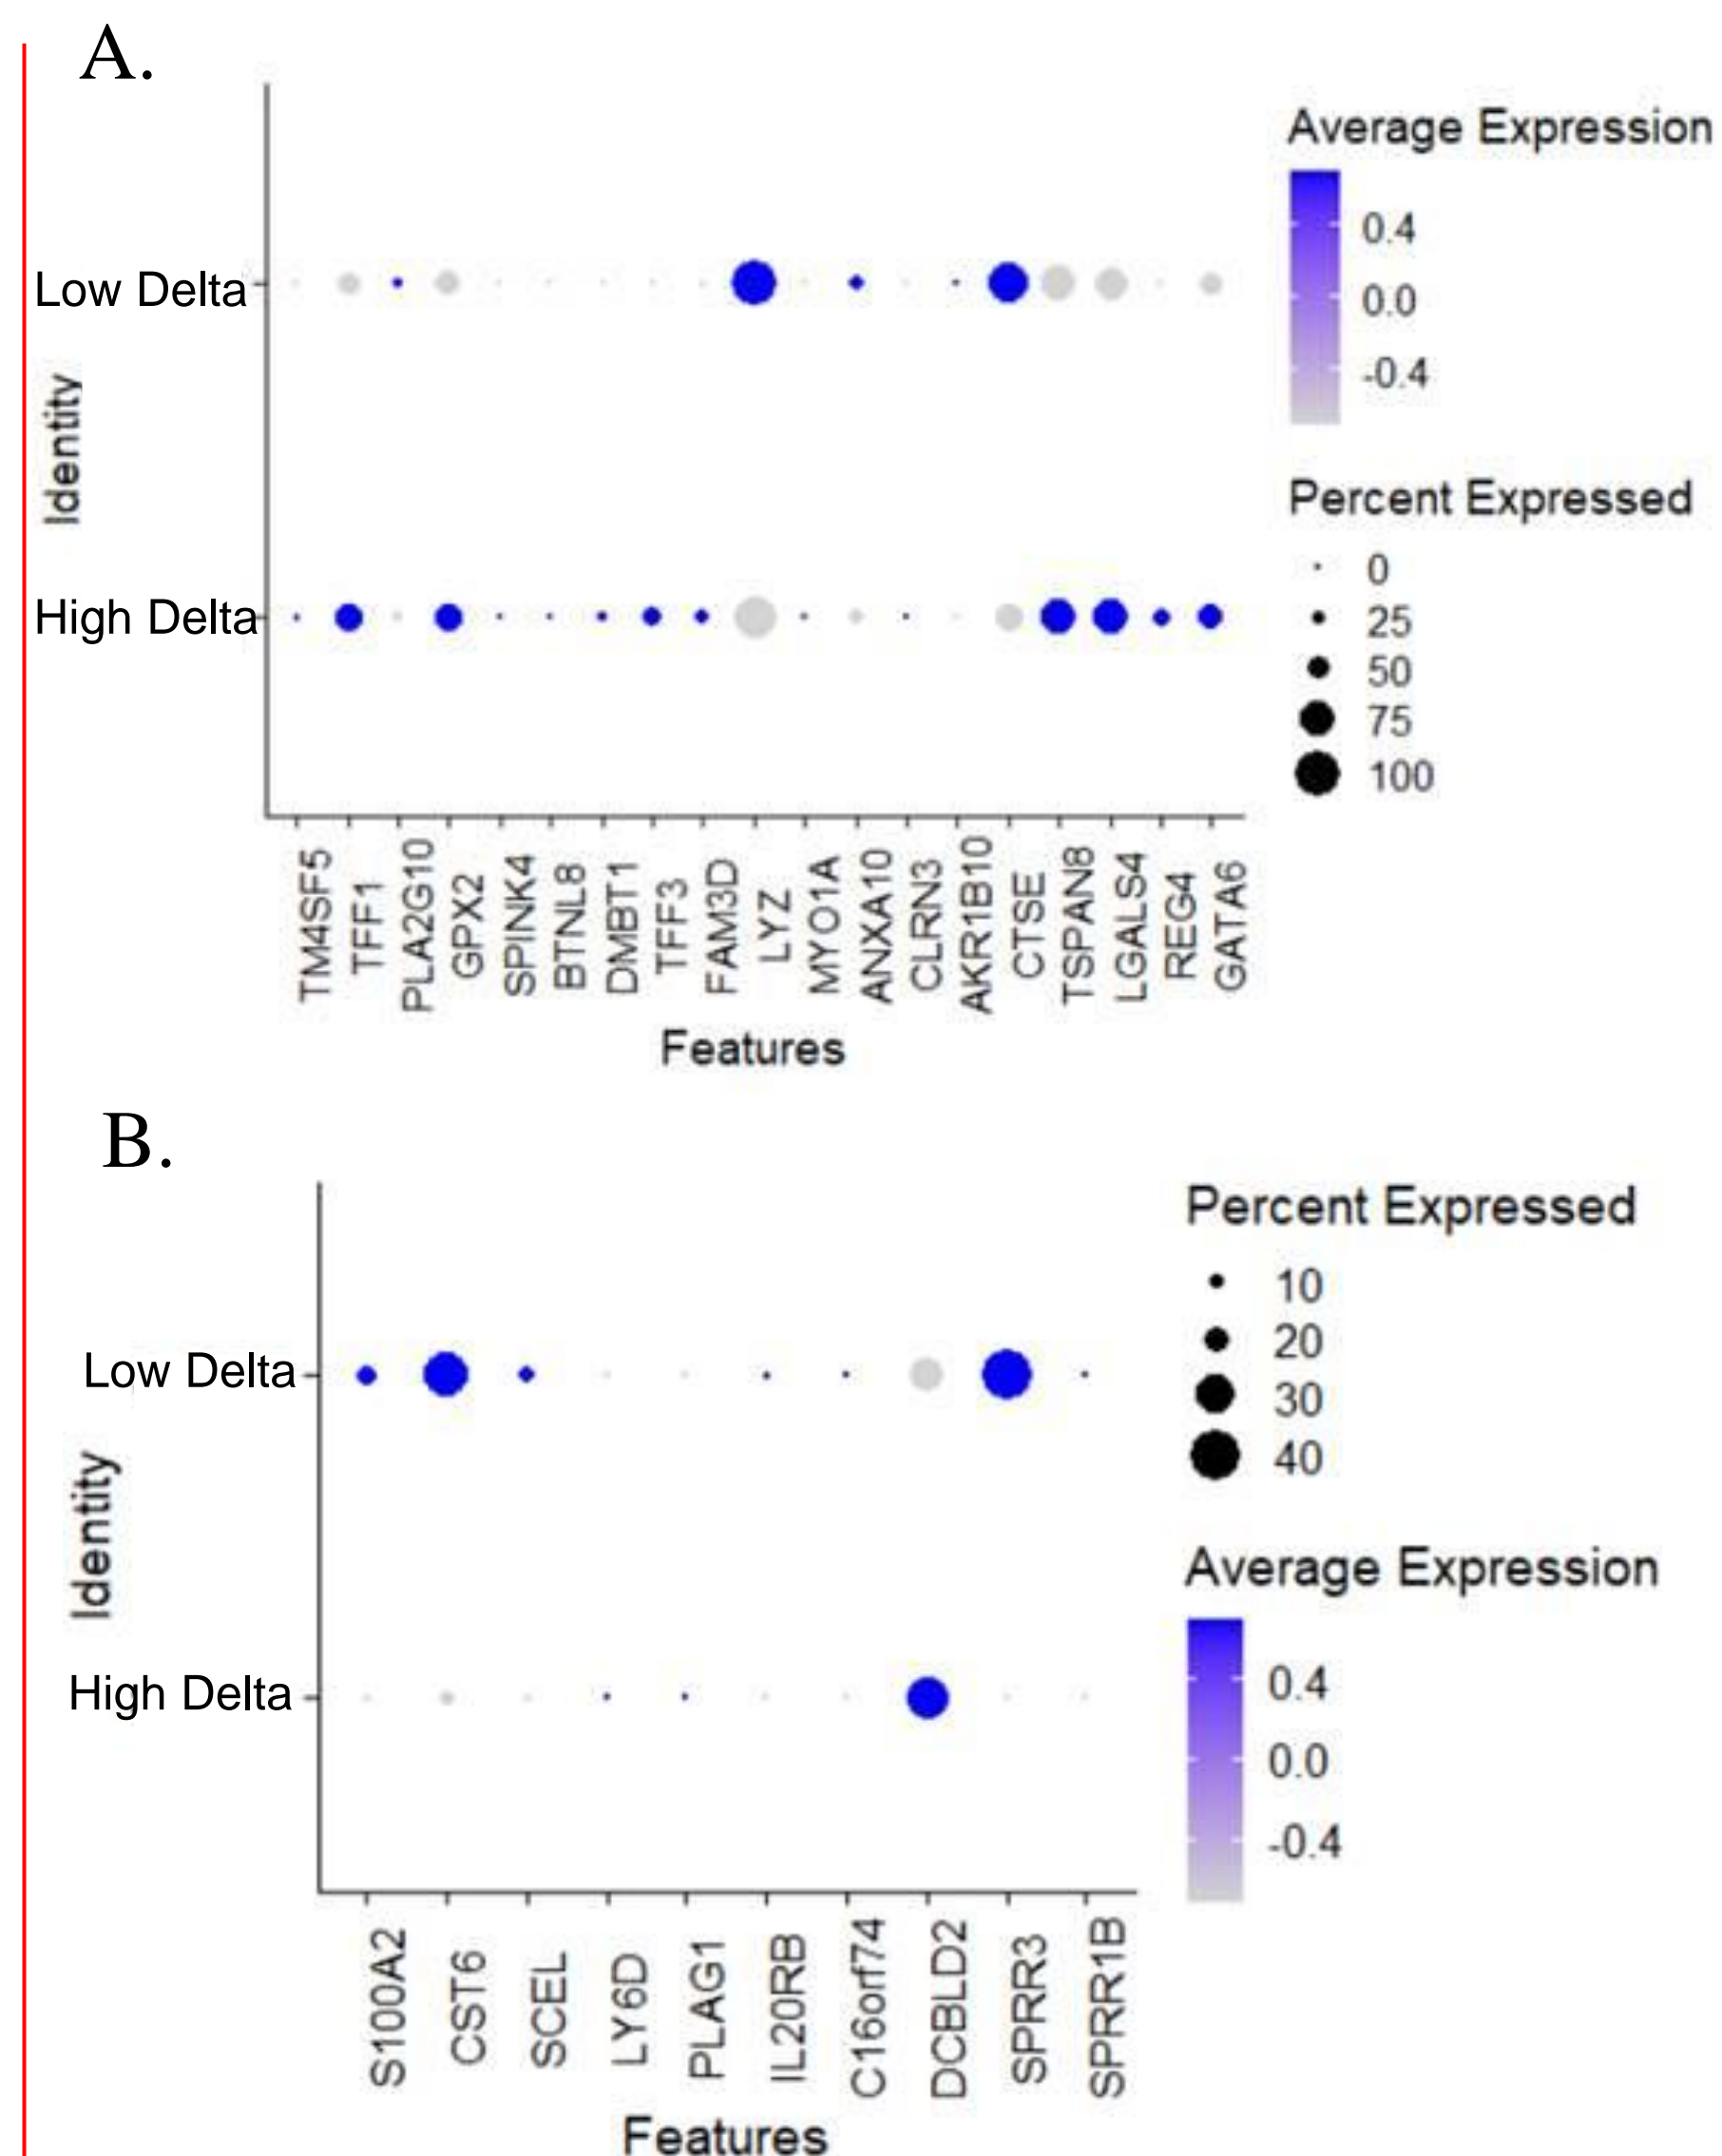 A.
Average Expression
0.4
0.0
-0.4
Low Delta
Identity
High Delta
Percent Expressed
0
25
50
75
100
TM4SF5
TFF1
PLA2G10
GPX2
SPINK4
BTNL8
DMBT1
TFF3
FAM3D
LYZ
MYO1A
ANXA10
CLRN3
AKR1B10
CTSE
TSPAN8
LGALS4
REG4
GATA6
Features
B.
Percent Expressed
10
20
30
40
Low Delta
Identity
High Delta
Average Expression
0.4
0.0
-0.4
S100A2
CST6
SCEL
LY6D
PLAG1
IL20RB
C16orf74
DCBLD2
SPRR3
SPRR1B
Features